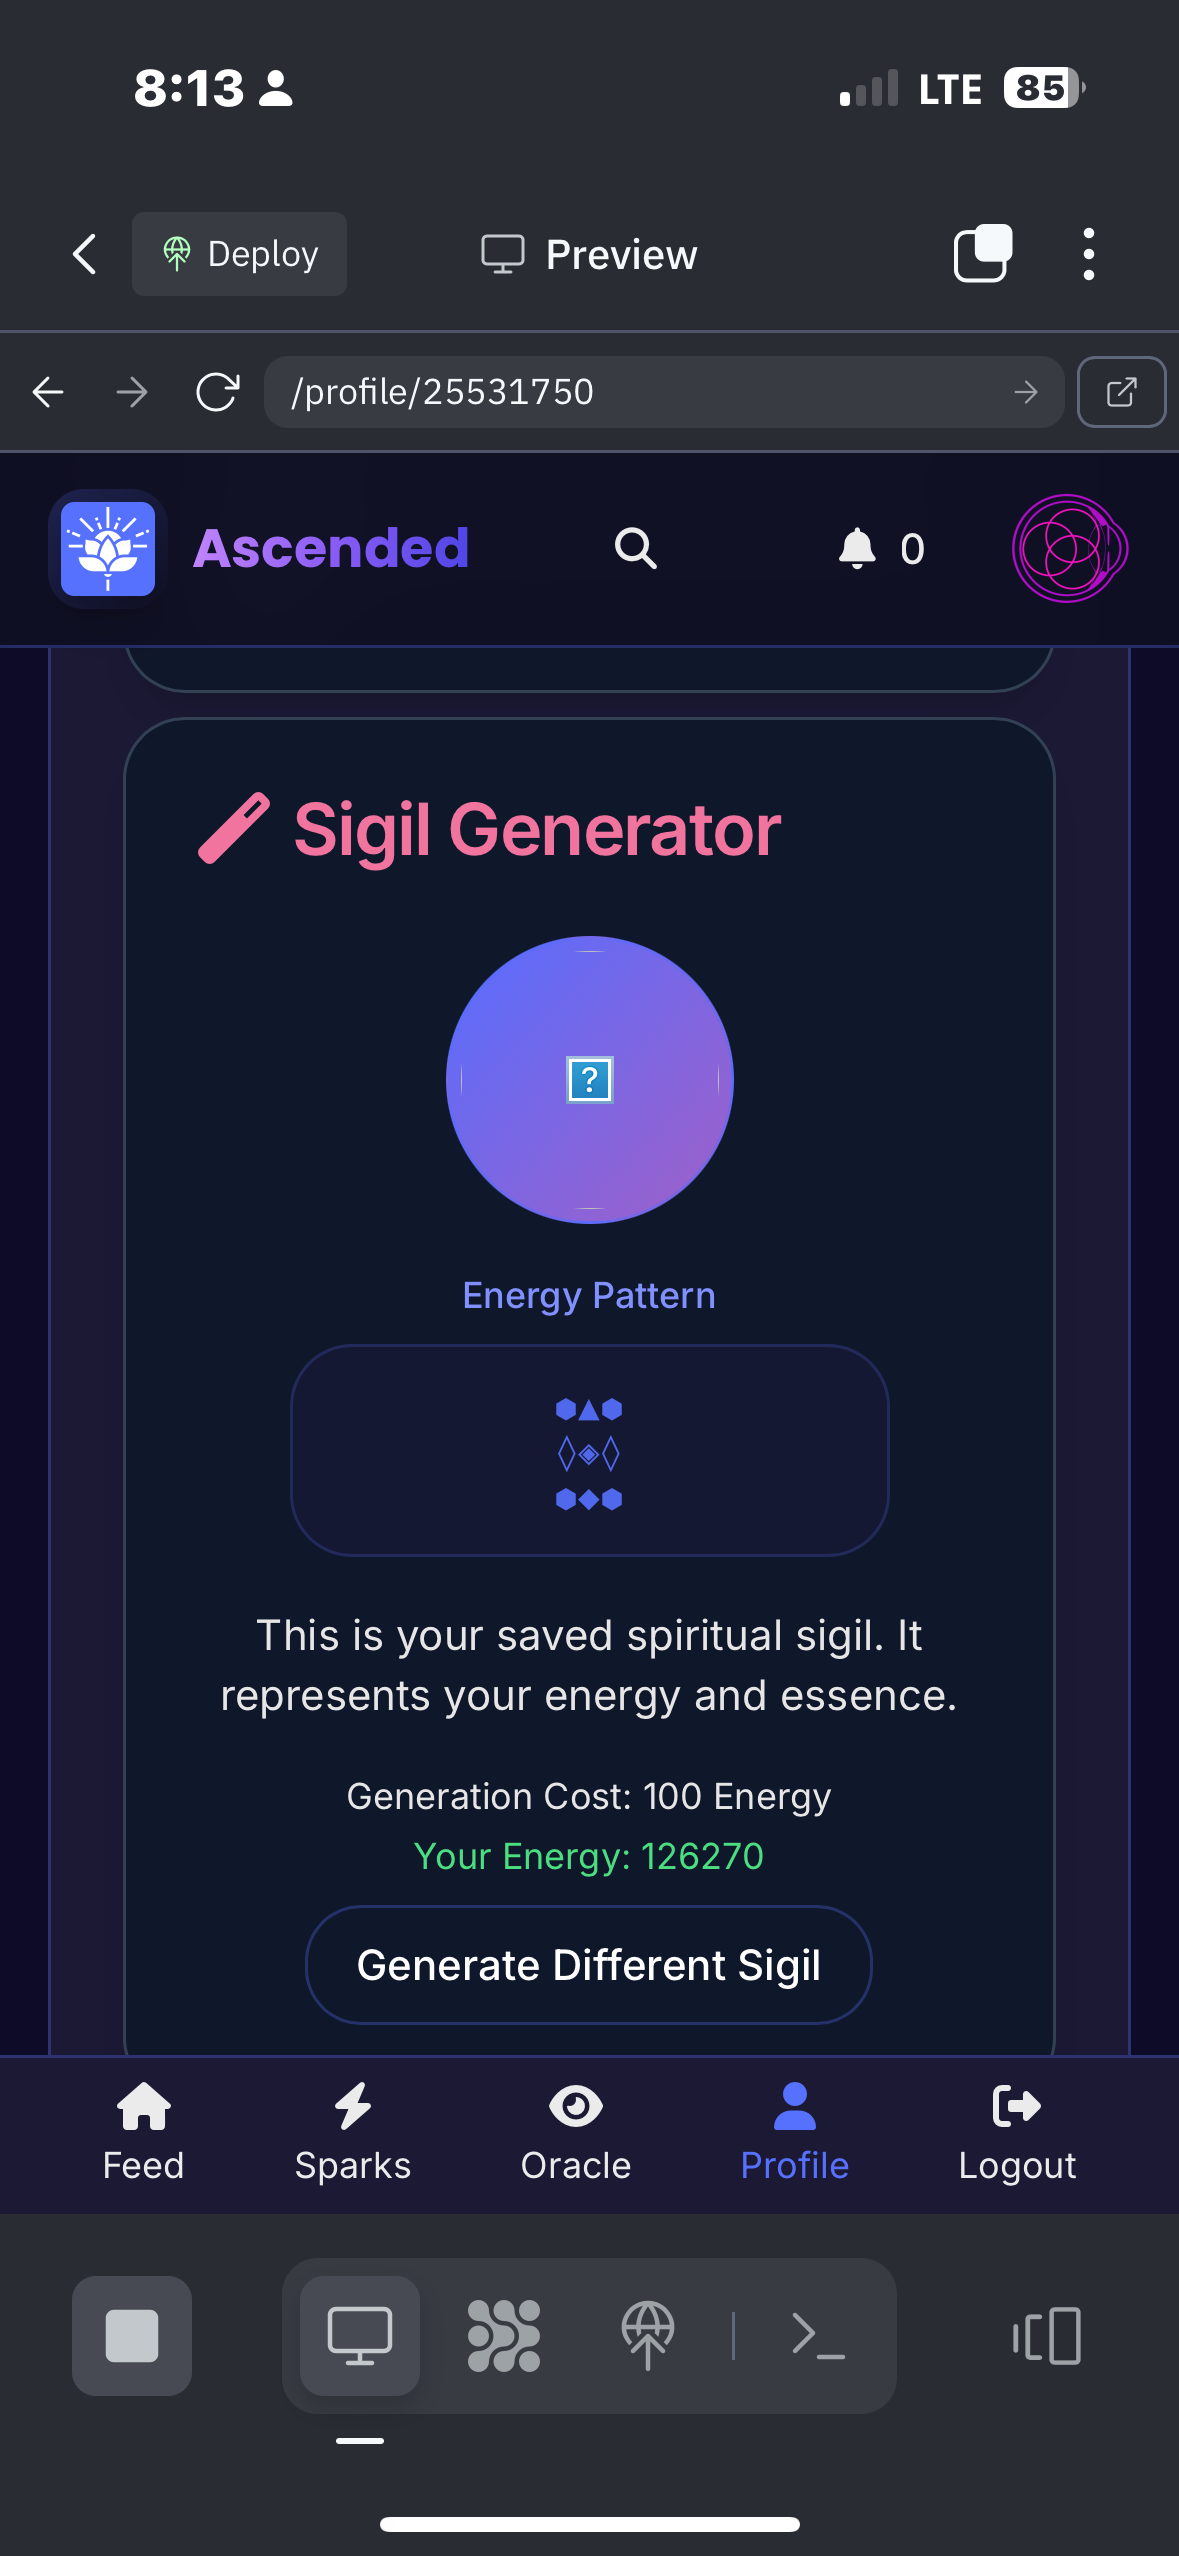 8:13 LTE 85
Deploy Preview
/profile/25531750
Ascended 0
Sigil Generator
?
Energy Pattern
⬢▲⬢
◊◈◊
⬢◆⬢
This is your saved spiritual sigil. It
represents your energy and essence.
Generation Cost: 100 Energy
Your Energy: 126270
Generate Different Sigil
Feed Sparks Oracle Profile Logout